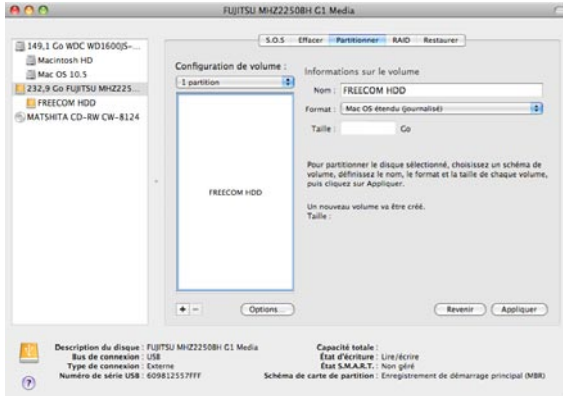 FUJITSU MHZ2250BH G1 Media
149,1 Go WDC WD1600JS-...
Macintosh HD
Mac OS 10.5
232,9 Go FUJITSU MHZ225...
FREECOM HDD
MATSHITA CD-RW CW-8124
S.O.S Effacer Partitionner RAID Restaurer
Configuration de volume :
1 partition
FREECOM HDD
+ -
Options...
Informations sur le volume
Nom : FREECOM HDD
Format : Mac OS étendu (journalisé)
Taille : Go
Pour partitionner le disque sélectionné, choisissez un schéma de
volume, définissez le nom, le format et la taille de chaque volume,
puis cliquez sur Appliquer.
Un nouveau volume va être créé.
Taille :
Revenir Appliquer
Description du disque : FUJITSU MHZ2250BH G1 Media
Bus de connexion : USB
Type de connexion : Externe
Numéro de série USB : 609812557FFF
Capacité totale :
État d'écriture : Lire/écrire
État S.M.A.R.T. : Non géré
Schéma de carte de partition : Enregistrement de démarrage principal (MBR)
?